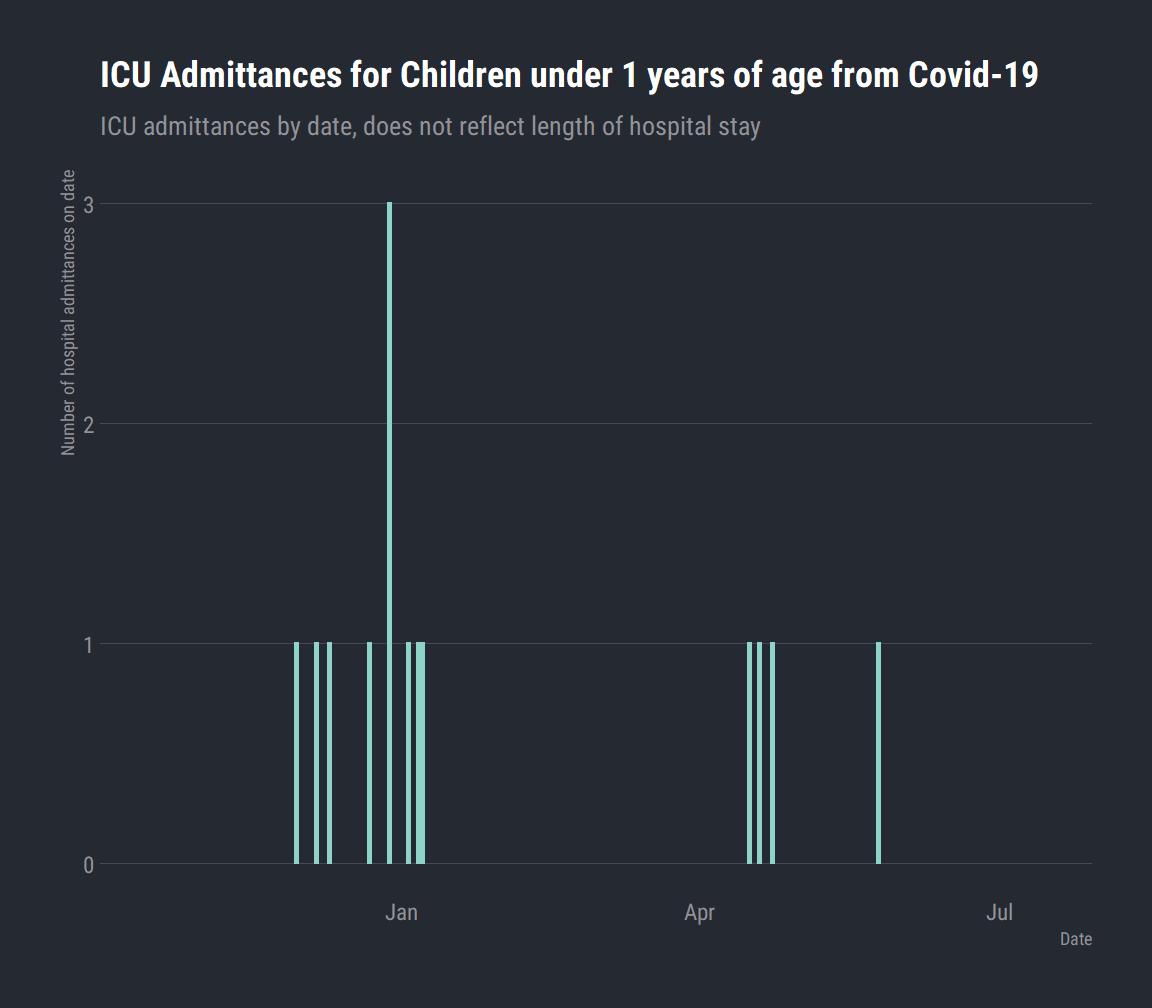 ICU Admittances for Children under 1 years of age from Covid-19
ICU admittances by date, does not reflect length of hospital stay
Number of hospital admittances on date
3
2
1
0
Jan
Apr
Jul
Date